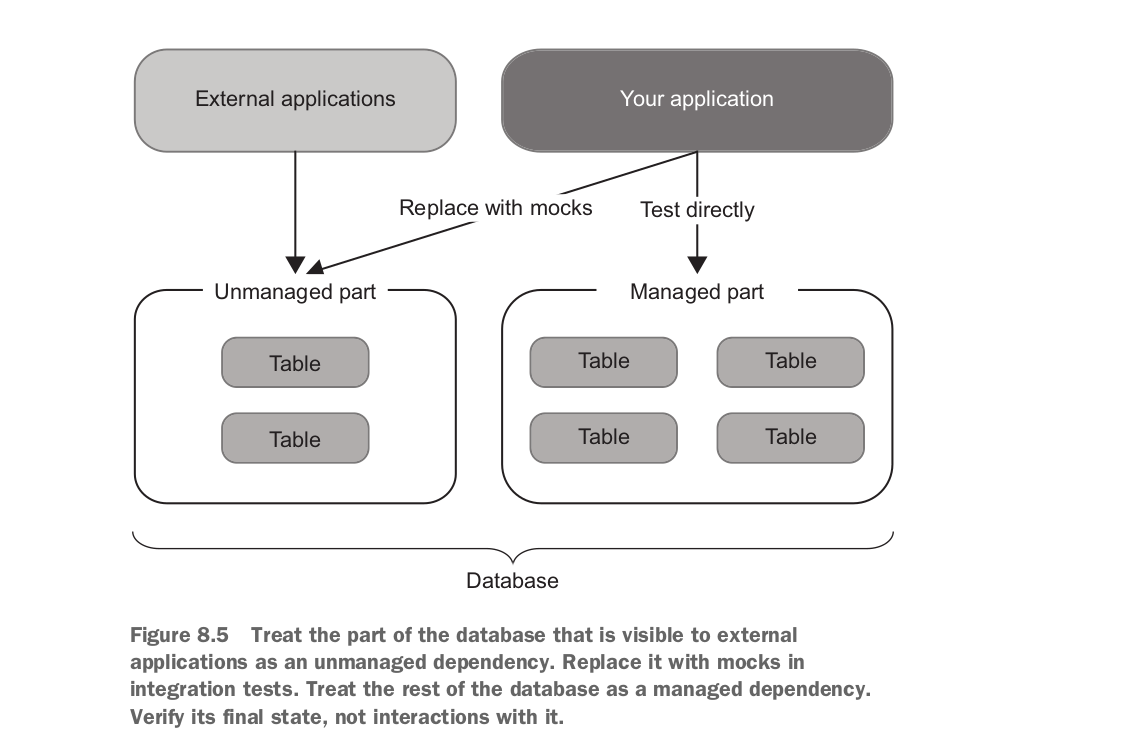 External applications
Your application
Replace with mocks
Test directly
Unmanaged part
Managed part
Table
Table
Table
Table
Table
Table
Database
Figure 8.5 Treat the part of the database that is visible to external
applications as an unmanaged dependency. Replace it with mocks in
integration tests. Treat the rest of the database as a managed dependency.
Verify its final state, not interactions with it.